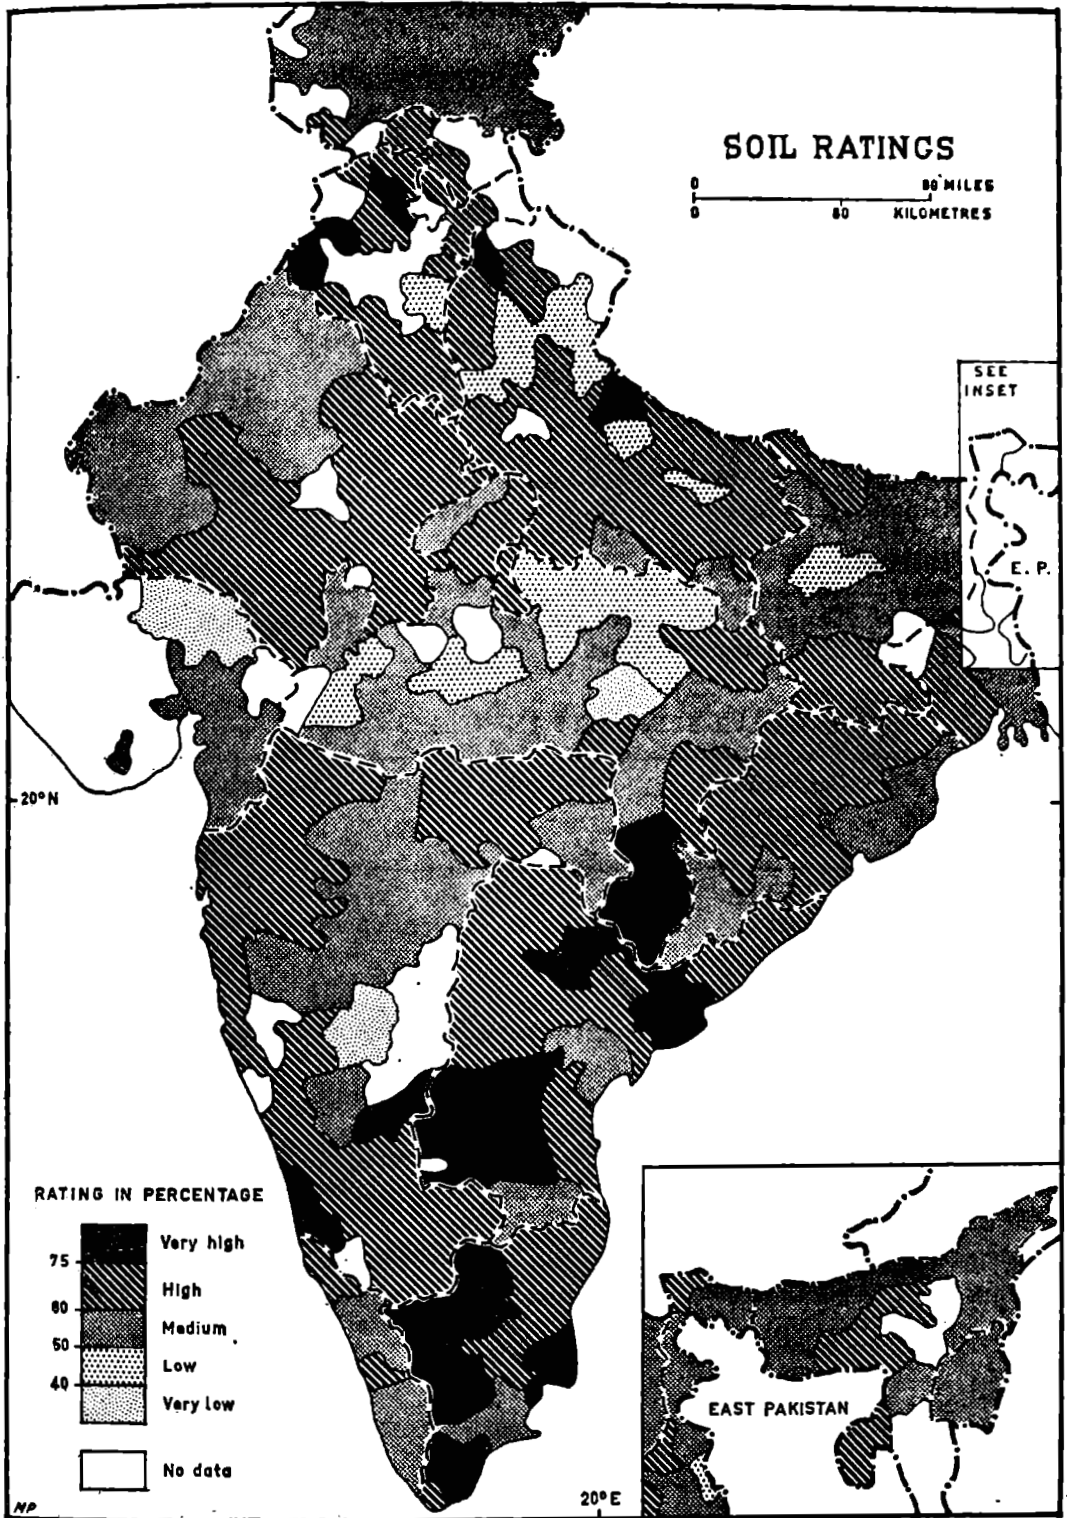 SOIL RATINGS
0 80 MILES
0 80 KILOMETRES
SEE
INSET
E. P.
20°N
RATING IN PERCENTAGE
Very high
75
High
60
Medium
50
Low
40
Very low
No data
EAST PAKISTAN
20°E
NP